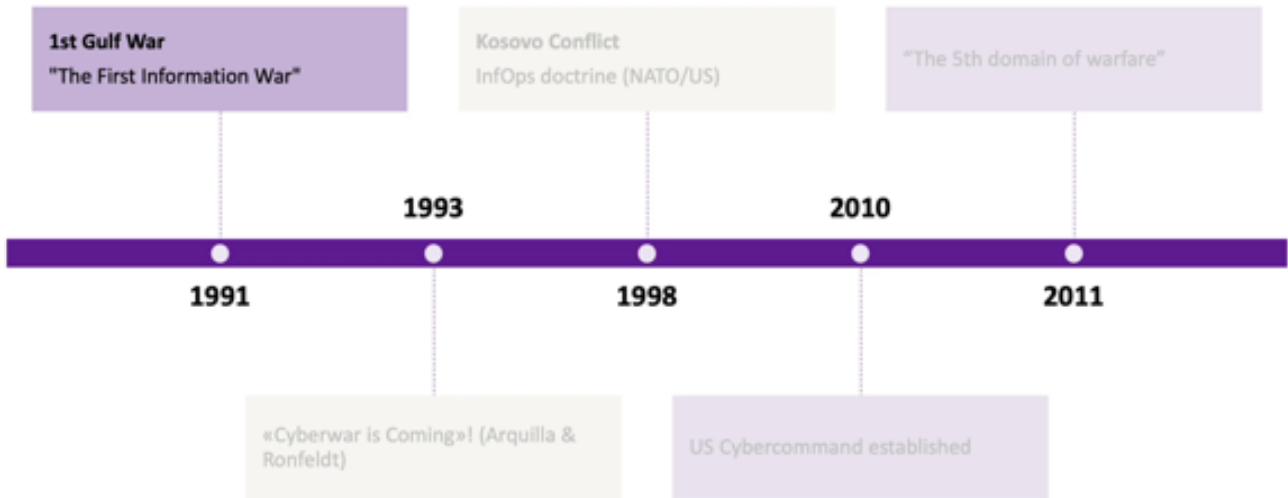 1st Gulf War
"The First Information War"
Kosovo Conflict
InfOps doctrine (NATO/US)
“The 5th domain of warfare”
1993
2010
1991
1998
2011
«Cyberwar is Coming»! (Arquilla &
Ronfeldt)
US Cybercommand established